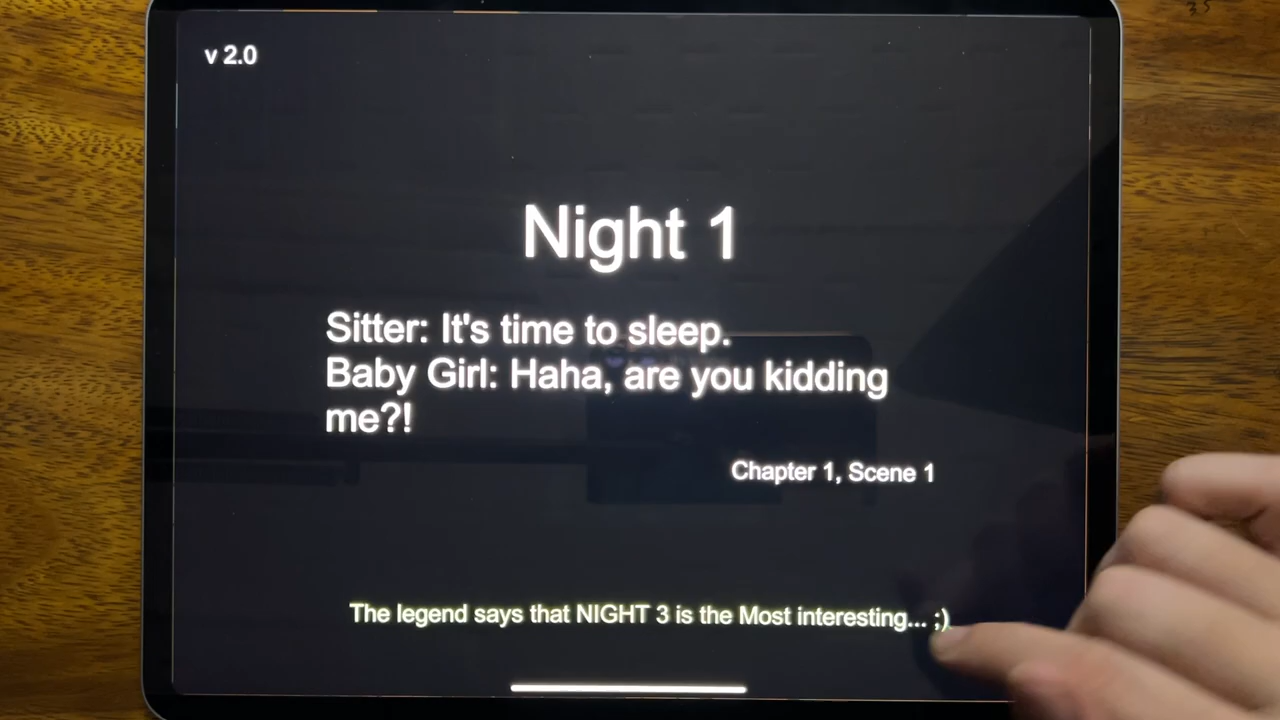 v 2.0
Night 1
Sitter: It's time to sleep.
Baby Girl: Haha, are you kidding
me?!
Chapter 1, Scene 1
The legend says that NIGHT 3 is the Most interesting... ;)